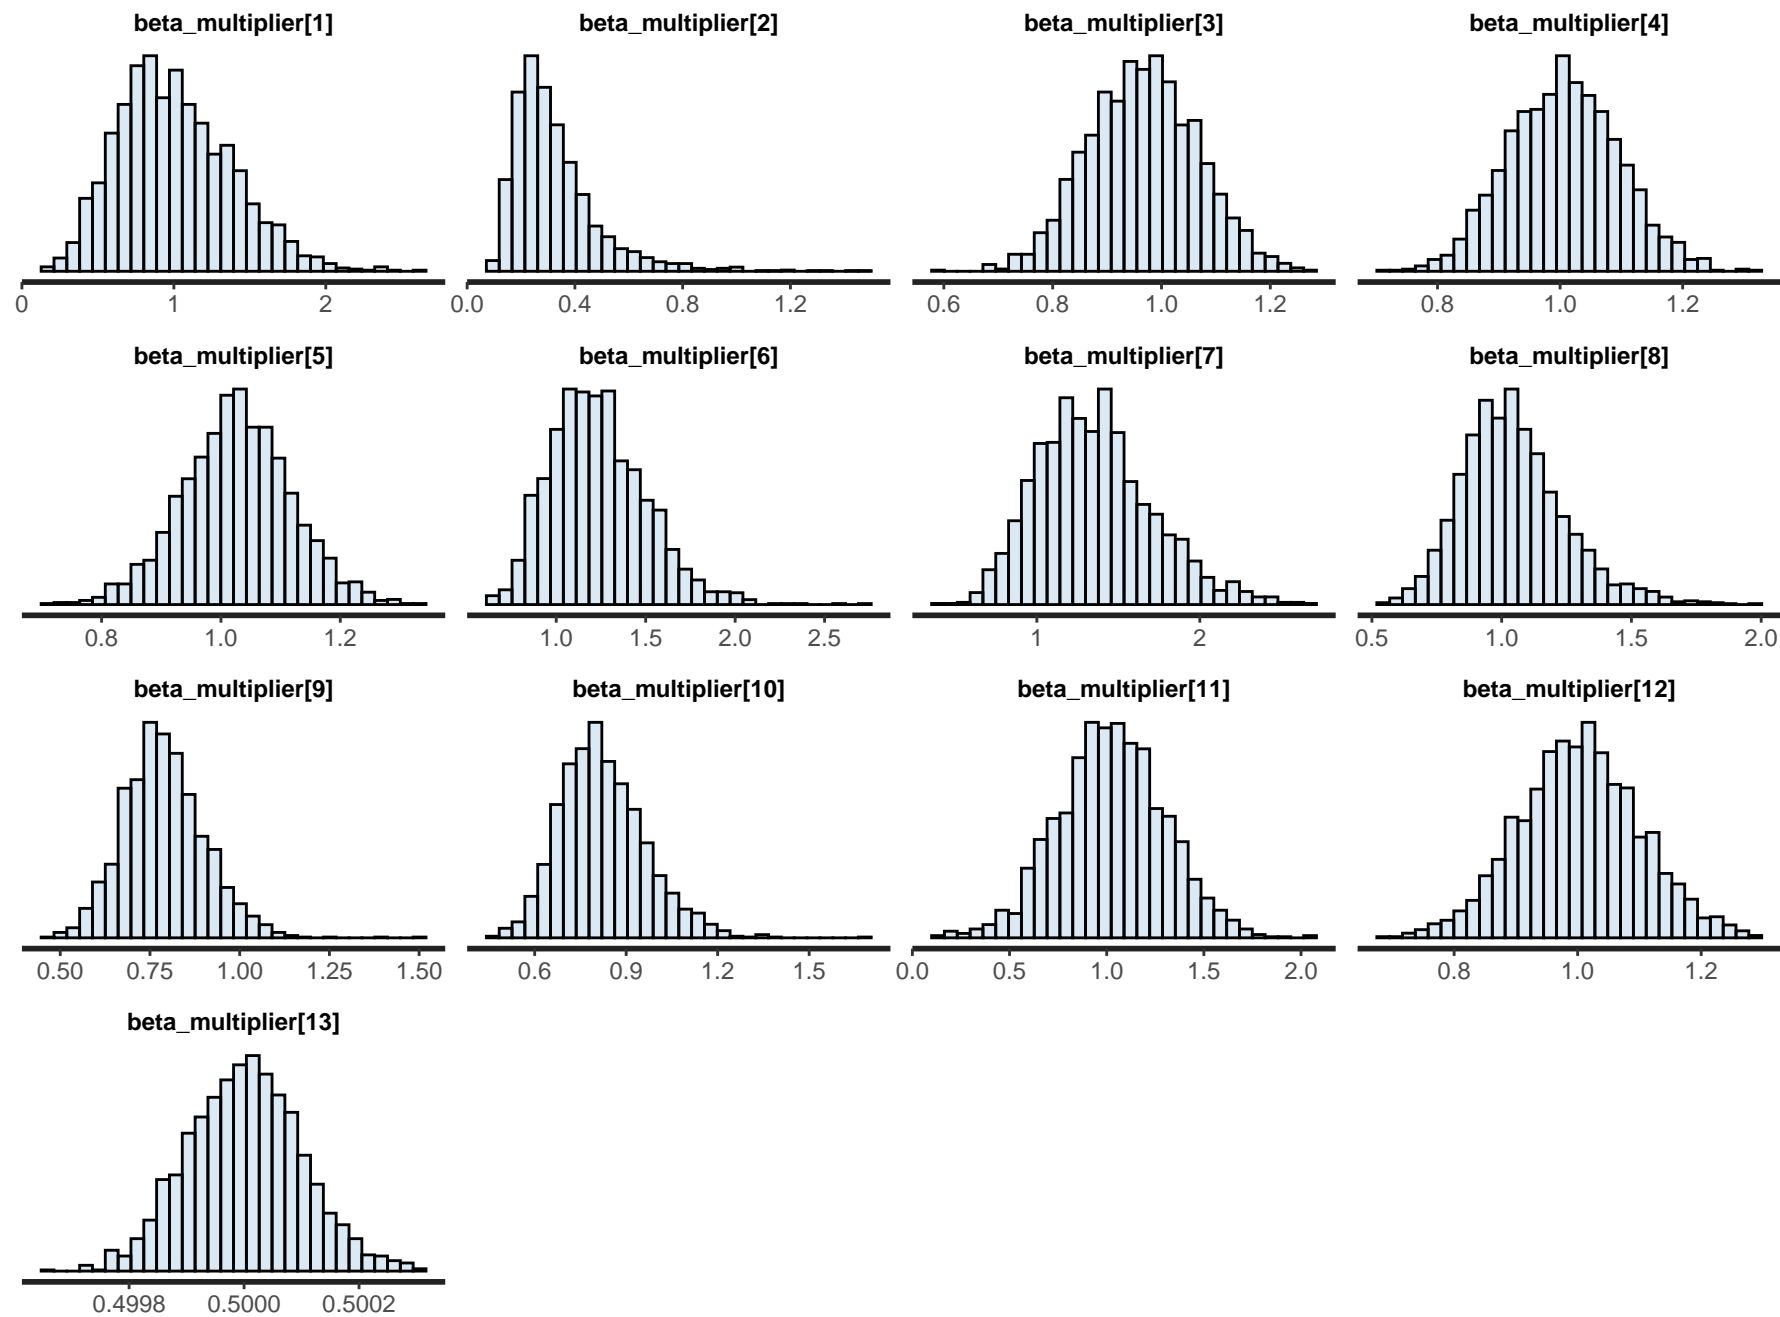 beta_multiplier[1] beta_multiplier[2] beta_multiplier[3] beta_multiplier[4]
0 1 2 0.0 0.4 0.8 1.2 0.6 0.8 1.0 1.2 0.8 1.0 1.2
beta_multiplier[5] beta_multiplier[6] beta_multiplier[7] beta_multiplier[8]
0.8 1.0 1.2 1.0 1.5 2.0 2.5 1 2 0.5 1.0 1.5 2.0
beta_multiplier[9] beta_multiplier[10] beta_multiplier[11] beta_multiplier[12]
0.50 0.75 1.00 1.25 1.50 0.6 0.9 1.2 1.5 0.0 0.5 1.0 1.5 2.0 0.8 1.0 1.2
beta_multiplier[13]
0.4998 0.5000 0.5002